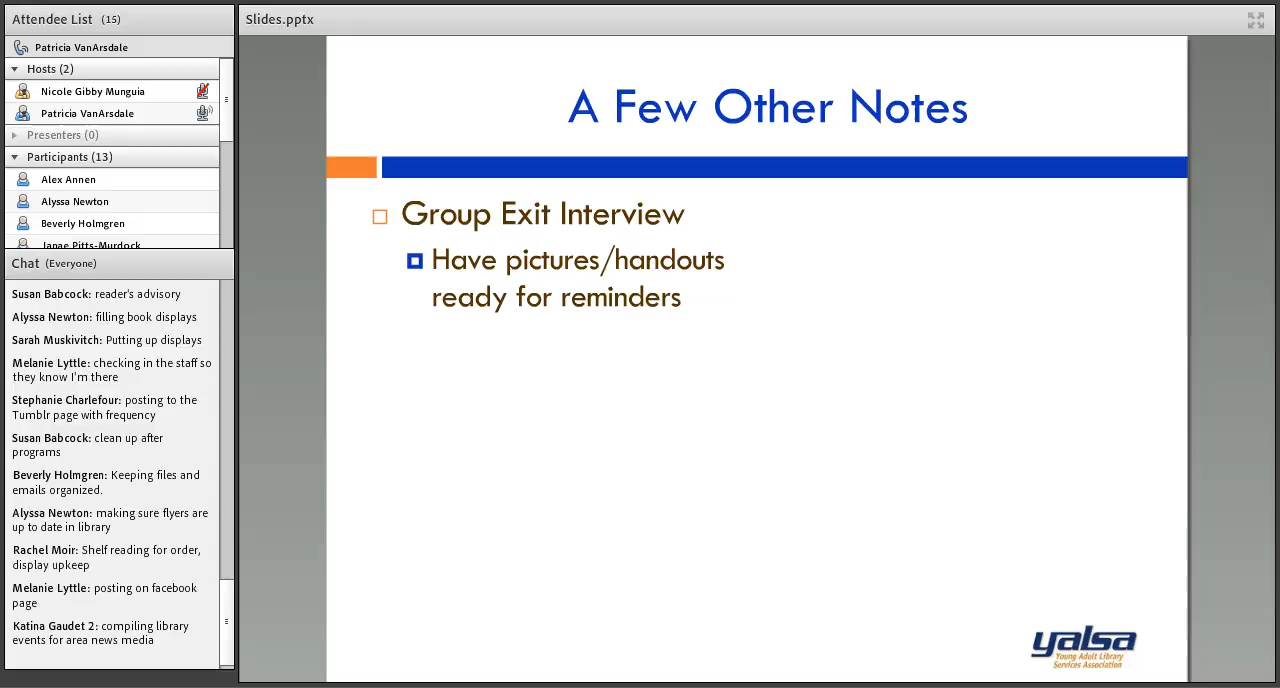 Attendee List (15)
Patricia VanArsdale
Hosts (2)
Nicole Gibby Munguia
Patricia VanArsdale
Presenters (0)
Participants (13)
Alex Annen
Alyssa Newton
Beverly Holmgren
Janae Pitts-Murdock
Chat (Everyone)
Susan Babcock: reader's advisory
Alyssa Newton: filling book displays
Sarah Muskivitch: Putting up displays
Melanie Lyttle: checking in the staff so
they know I'm there
Stephanie Charlefour: posting to the
Tumblr page with frequency
Susan Babcock: clean up after
programs
Beverly Holmgren: Keeping files and
emails organized.
Alyssa Newton: making sure flyers are
up to date in library
Rachel Moir: Shelf reading for order,
display upkeep
Melanie Lyttle: posting on facebook
page
Katina Gaudet 2: compiling library
events for area news media
Slides.pptx
A Few Other Notes
Group Exit Interview
Have pictures/handouts
ready for reminders
yalsa
Young Adult Library
Services Association